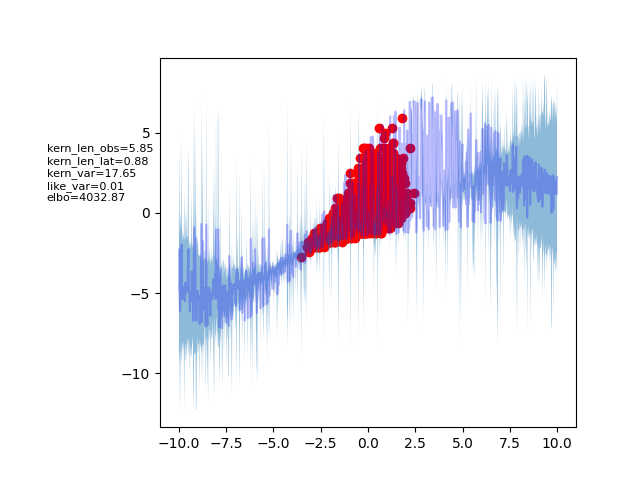 kern_len_obs=5.85
kern_len_lat=0.88
kern_var=17.65
like_var=0.01
elbo=4032.87
5
0
−5
−10
−10.0 −7.5 −5.0 −2.5 0.0 2.5 5.0 7.5 10.0